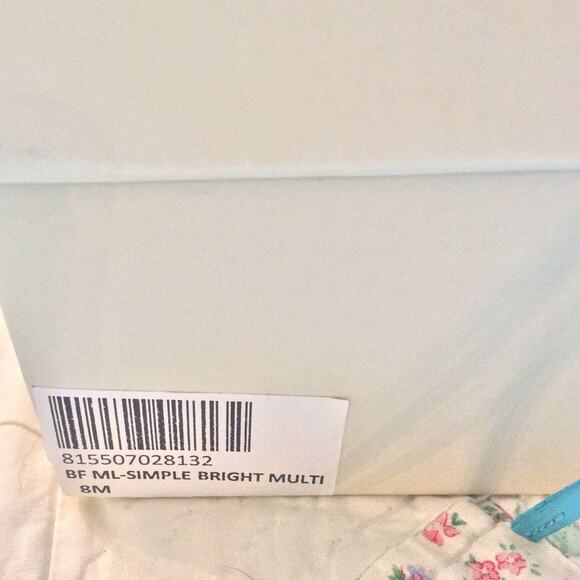 815507028132
BF ML-SIMPLE BRIGHT MULTI
8M